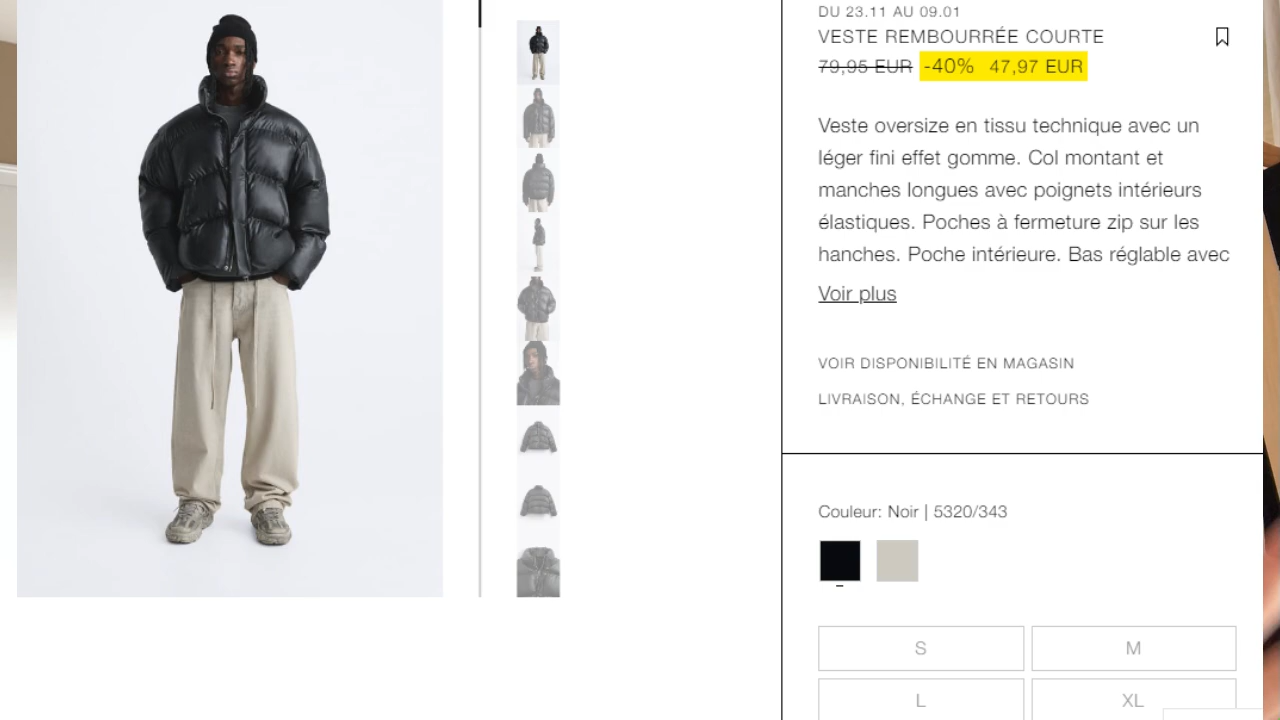 DU 23.11 AU 09.01
VESTE REMBOURRÉE COURTE
79,95 EUR -40% 47,97 EUR
Veste oversize en tissu technique avec un
léger fini effet gomme. Col montant et
manches longues avec poignets intérieurs
élastiques. Poches à fermeture zip sur les
hanches. Poche intérieure. Bas réglable avec
Voir plus
VOIR DISPONIBILITÉ EN MAGASIN
LIVRAISON, ÉCHANGE ET RETOURS
Couleur: Noir | 5320/343
S M
L XL